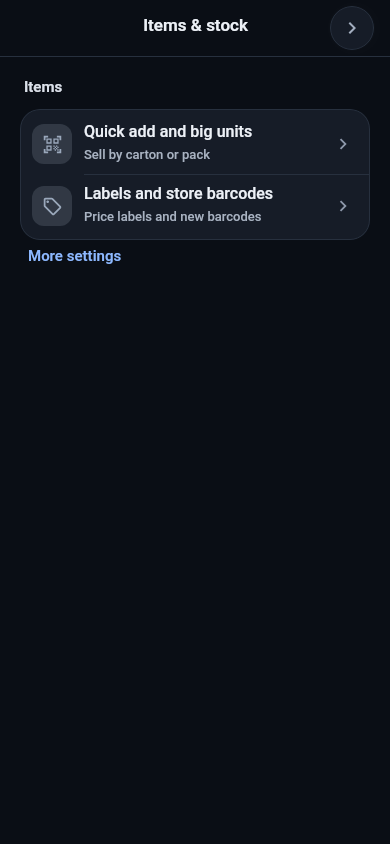 Items & stock
Items
Quick add and big units
Sell by carton or pack
Labels and store barcodes
Price labels and new barcodes
More settings